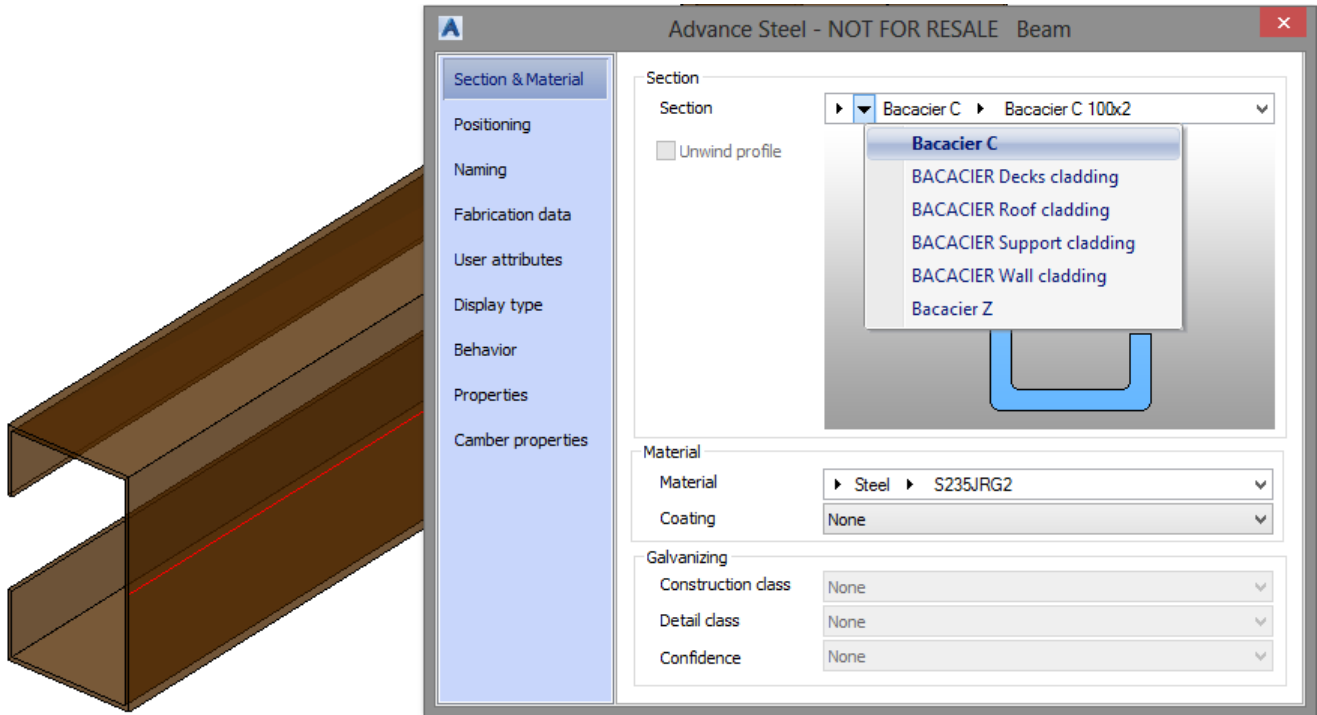 Advance Steel - NOT FOR RESALE Beam
Section & Material
Positioning
Naming
Fabrication data
User attributes
Display type
Behavior
Properties
Camber properties
Section
Section Bacacier C Bacacier C 100x2
Unwind profile
Bacacier C
BACACIER Decks cladding
BACACIER Roof cladding
BACACIER Support cladding
BACACIER Wall cladding
Bacacier Z
Material
Material Steel S235JRG2
Coating None
Galvanizing
Construction class None
Detail class None
Confidence None